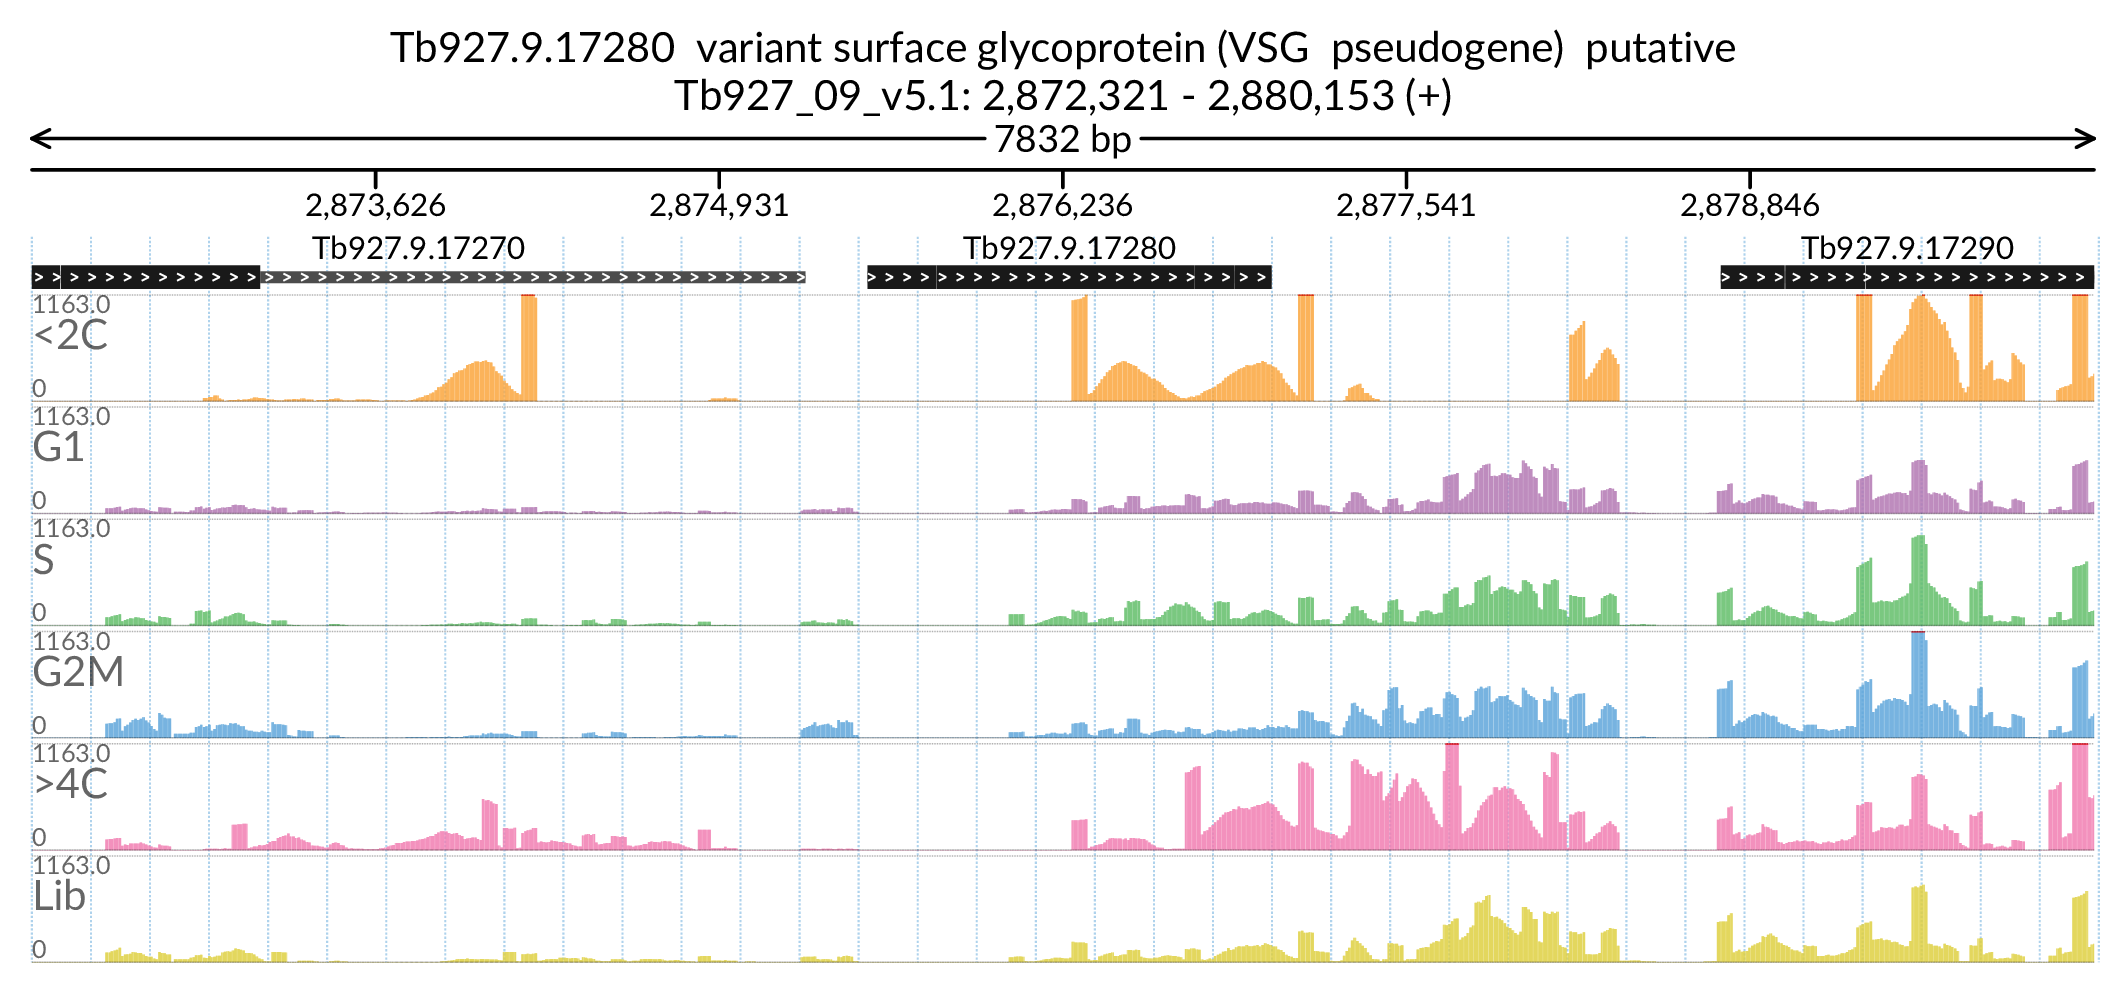 Tb927.9.17280  variant surface glycoprotein (VSG  pseudogene)  putative
Tb927_09_v5.1: 2,872,321 - 2,880,153 (+)
7832 bp
2,873,626 2,874,931 2,876,236 2,877,541 2,878,846
Tb927.9.17270 Tb927.9.17280 Tb927.9.17290
1163.0
<2C
0
1163.0
G1
0
1163.0
S
0
1163.0
G2M
0
1163.0
>4C
0
1163.0
Lib
0